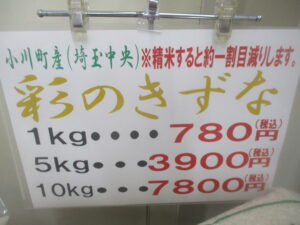 小川町産(埼玉中央)※精米すると約一割目減りします。
彩のきずな
1kg••••780円(税込)
5kg•••3900円(税込)
10kg•••7800円(税込)